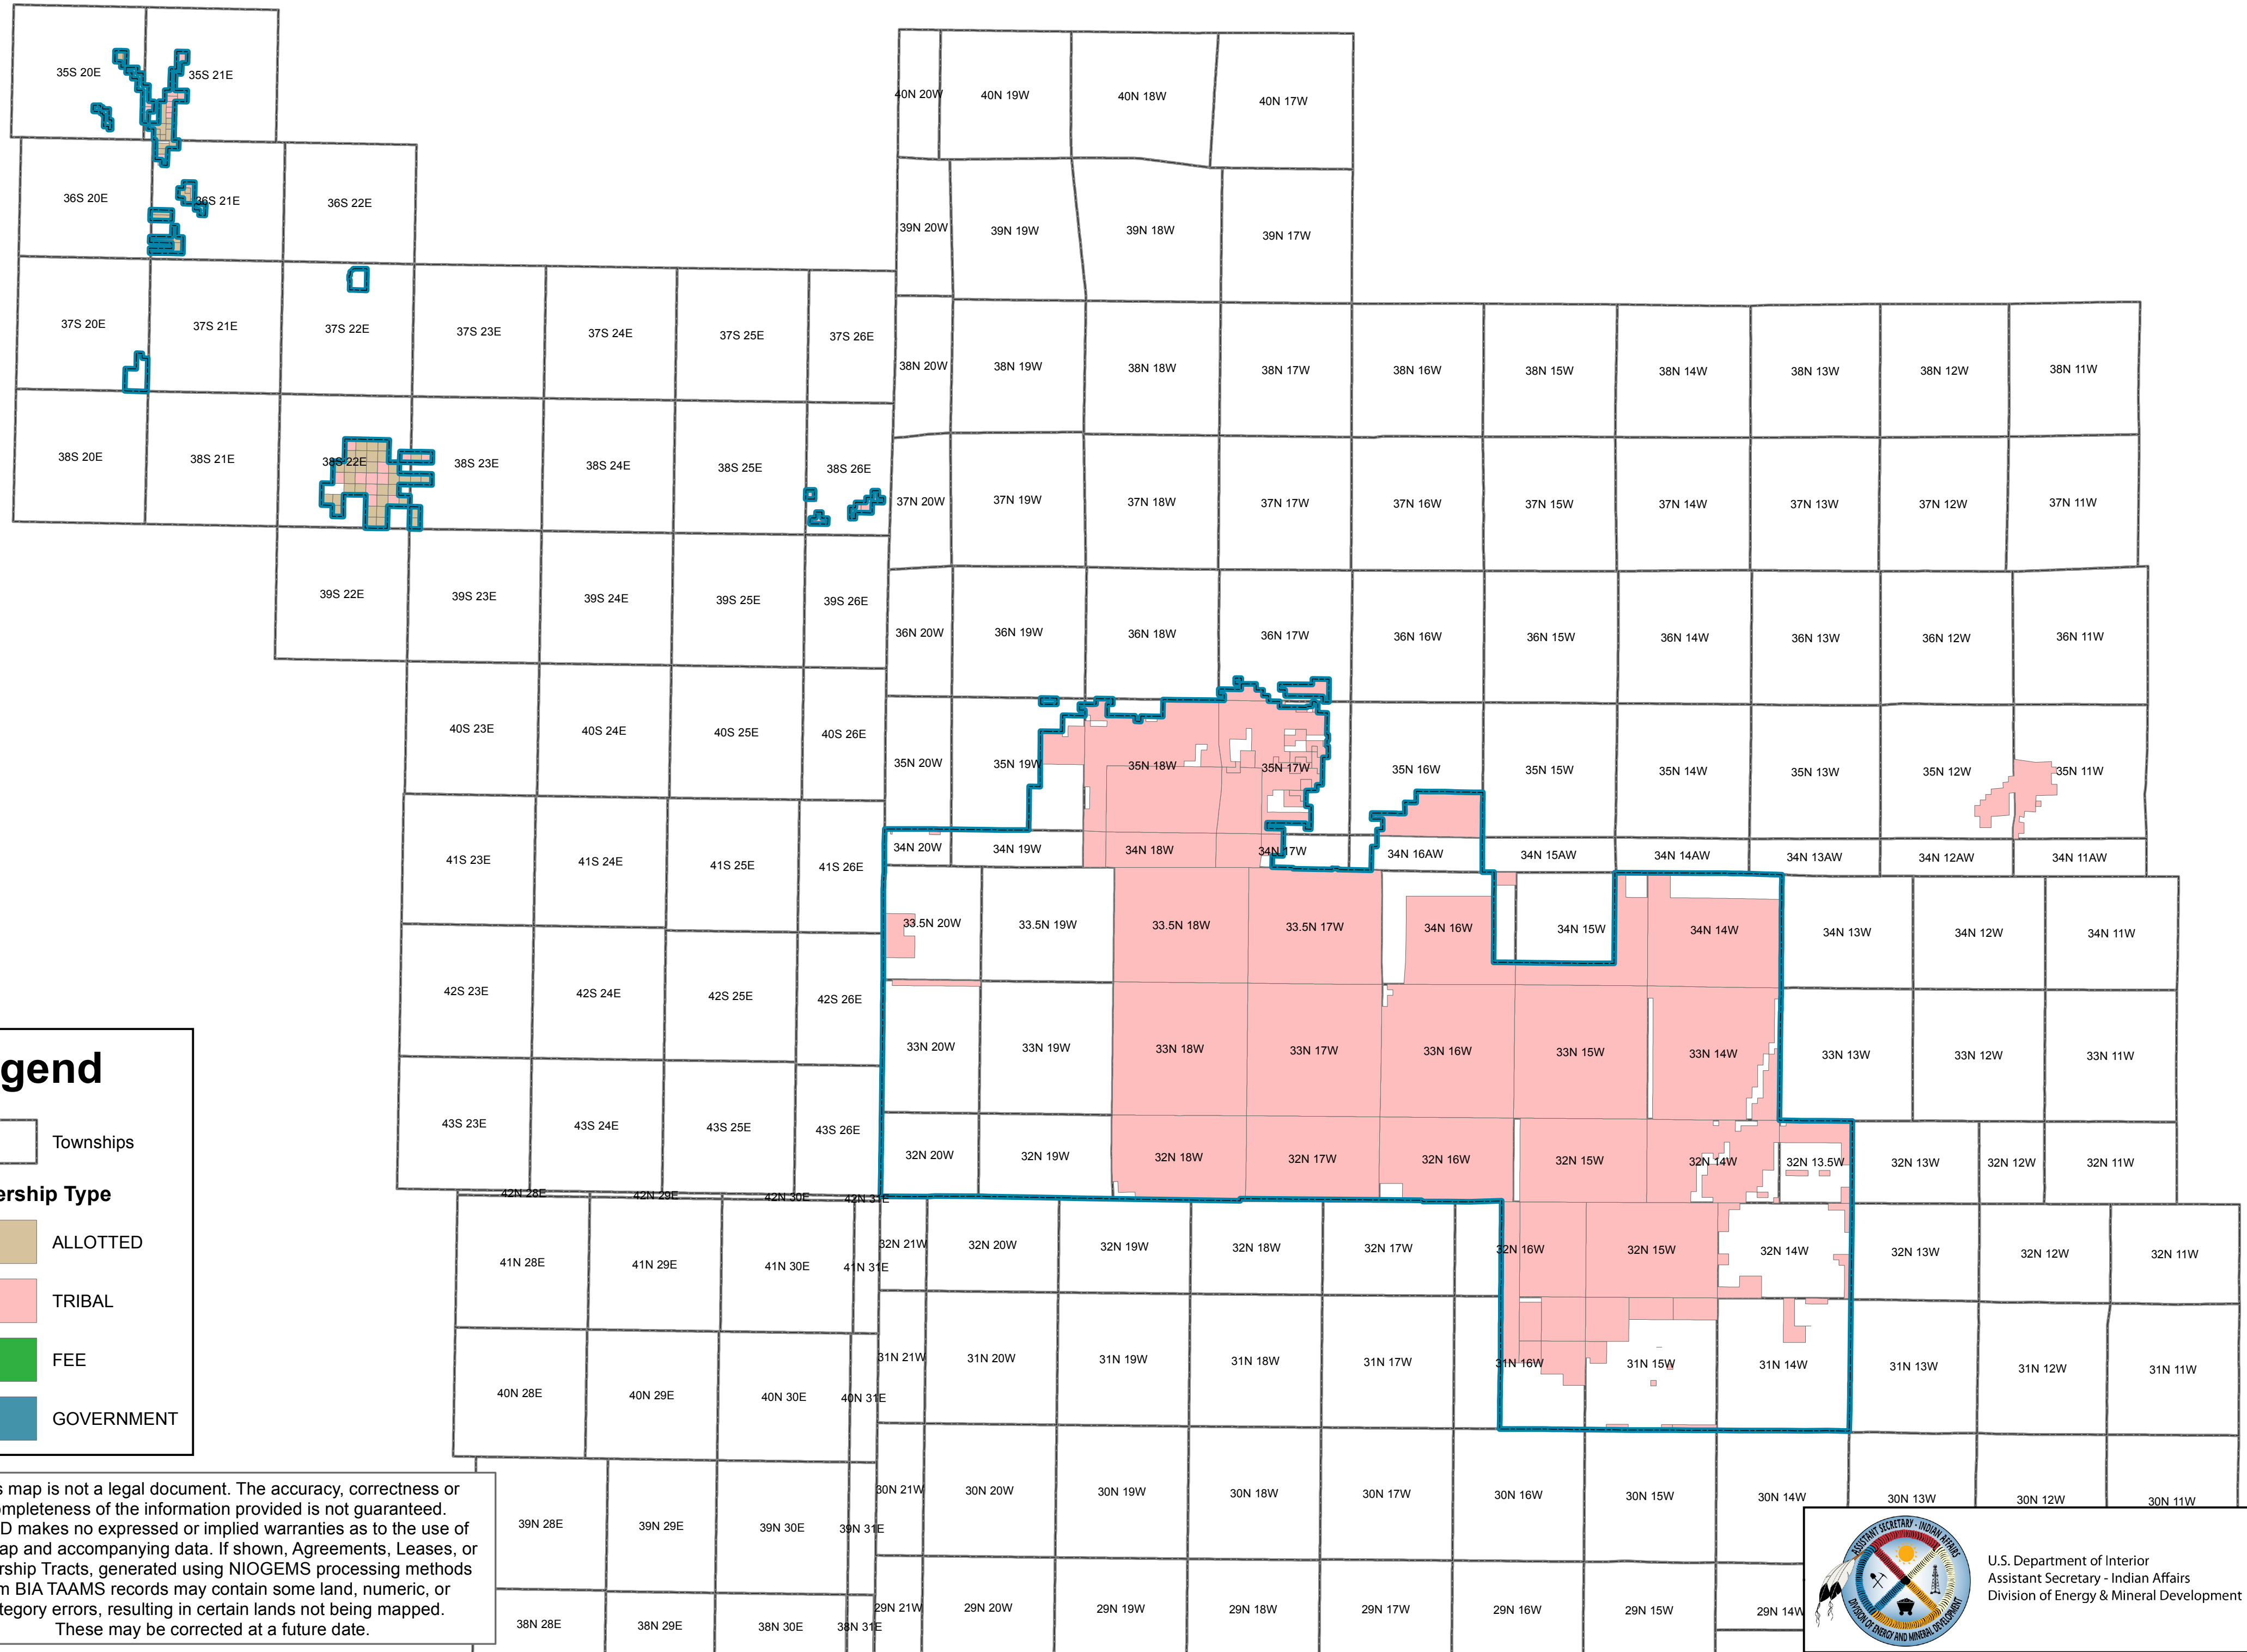 35S 20E
35S 21E
40N 20W
40N 19W
40N 18W
40N 17W
36S 20E
36S 21E
36S 22E
39N 20W
39N 19W
39N 18W
39N 17W
37S 20E
37S 21E
37S 22E
37S 23E
37S 24E
37S 25E
37S 26E
38N 20W
38N 19W
38N 18W
38N 17W
38N 16W
38N 15W
38N 14W
38N 13W
38N 12W
38N 11W
38S 20E
38S 21E
38S 22E
38S 23E
38S 24E
38S 25E
38S 26E
37N 20W
37N 19W
37N 18W
37N 17W
37N 16W
37N 15W
37N 14W
37N 13W
37N 12W
37N 11W
39S 22E
39S 23E
39S 24E
39S 25E
39S 26E
36N 20W
36N 19W
36N 18W
36N 17W
36N 16W
36N 15W
36N 14W
36N 13W
36N 12W
36N 11W
40S 23E
40S 24E
40S 25E
40S 26E
35N 20W
35N 19W
35N 18W
35N 17W
35N 16W
35N 15W
35N 14W
35N 13W
35N 12W
35N 11W
41S 23E
41S 24E
41S 25E
41S 26E
34N 20W
34N 19W
34N 18W
34N 17W
34N 16AW
34N 15AW
34N 14AW
34N 13AW
34N 12AW
34N 11AW
33.5N 20W
33.5N 19W
33.5N 18W
33.5N 17W
34N 16W
34N 15W
34N 14W
34N 13W
34N 12W
34N 11W
42S 23E
42S 24E
42S 25E
42S 26E
33N 20W
33N 19W
33N 18W
33N 17W
33N 16W
33N 15W
33N 14W
33N 13W
33N 12W
33N 11W
43S 23E
43S 24E
43S 25E
43S 26E
32N 20W
32N 19W
32N 18W
32N 17W
32N 16W
32N 15W
32N 14W
32N 13.5W
32N 13W
32N 12W
32N 11W
42N 28E
42N 29E
42N 30E
42N 31E
41N 28E
41N 29E
41N 30E
41N 31E
32N 21W
32N 20W
32N 19W
32N 18W
32N 17W
32N 16W
32N 15W
32N 14W
32N 13W
32N 12W
32N 11W
40N 28E
40N 29E
40N 30E
40N 31E
31N 21W
31N 20W
31N 19W
31N 18W
31N 17W
31N 16W
31N 15W
31N 14W
31N 13W
31N 12W
31N 11W
39N 28E
39N 29E
39N 30E
39N 31E
30N 21W
30N 20W
30N 19W
30N 18W
30N 17W
30N 16W
30N 15W
30N 14W
30N 13W
30N 12W
30N 11W
38N 28E
38N 29E
38N 30E
38N 31E
29N 21W
29N 20W
29N 19W
29N 18W
29N 17W
29N 16W
29N 15W
29N 14W
gend
Townships
ership Type
ALLOTTED
TRIBAL
FEE
GOVERNMENT
s map is not a legal document. The accuracy, correctness or
ompleteness of the information provided is not guaranteed.
D makes no expressed or implied warranties as to the use of
ap and accompanying data. If shown, Agreements, Leases, or
rship Tracts, generated using NIOGEMS processing methods
m BIA TAAMS records may contain some land, numeric, or
tegory errors, resulting in certain lands not being mapped.
These may be corrected at a future date.
ASSISTANT SECRETARY - INDIAN AFFAIRS
DIVISION OF ENERGY AND MINERAL DEVELOPMENT
U.S. Department of Interior
Assistant Secretary - Indian Affairs
Division of Energy & Mineral Development